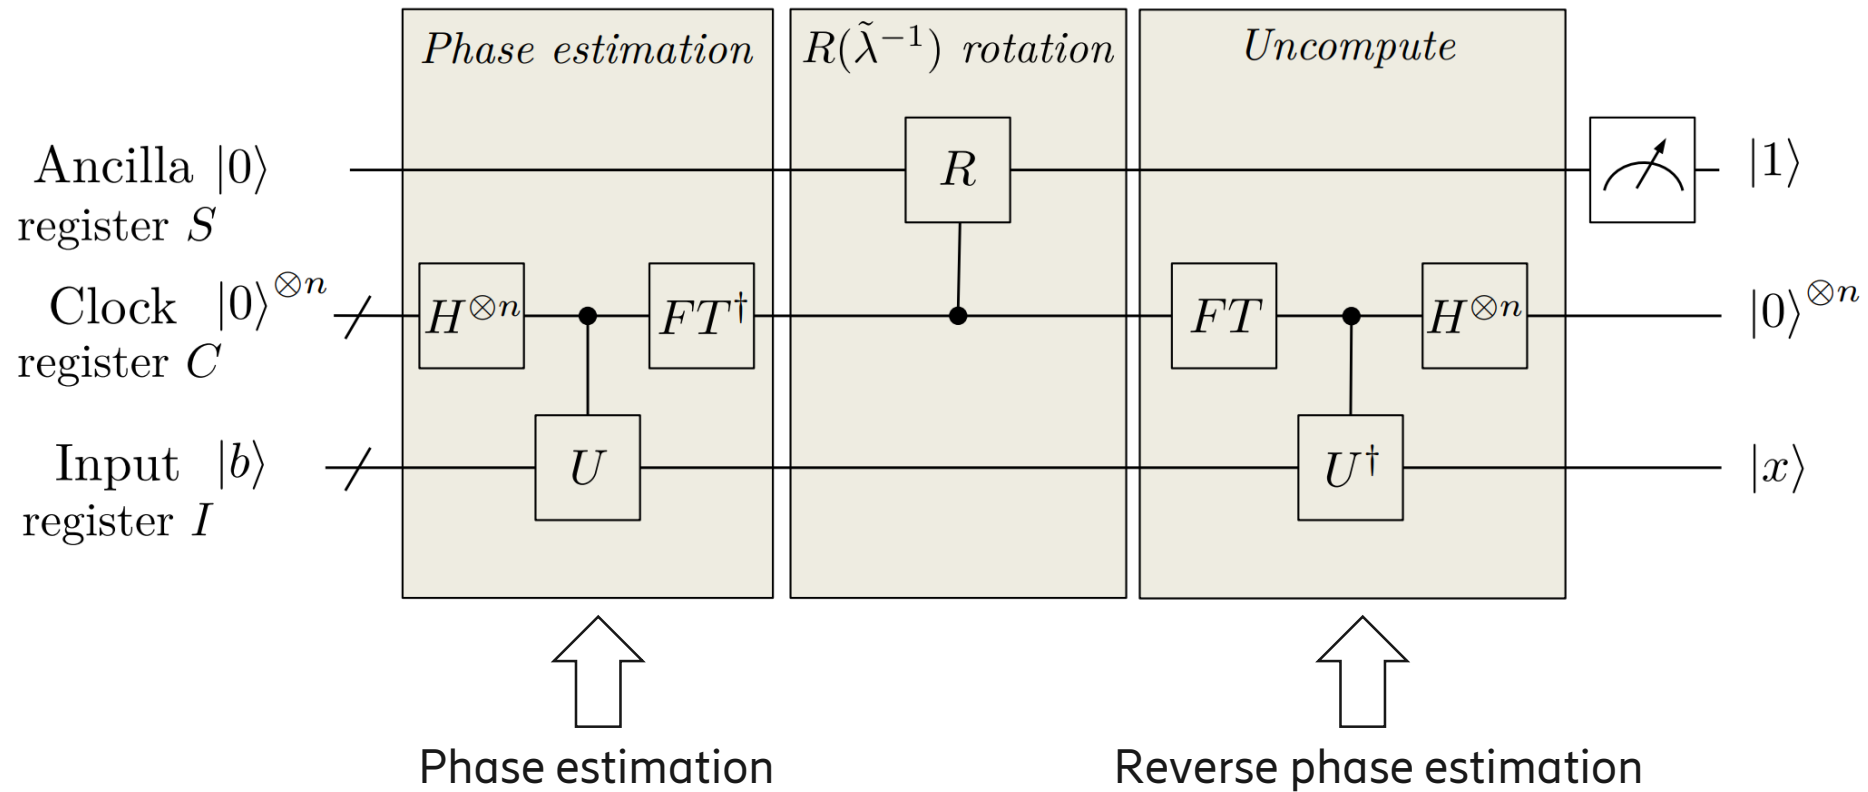 Phase estimation
R(λ̃⁻¹) rotation
Uncompute
Ancilla |0⟩
register S
R
|1⟩
Clock |0⟩⊗n
register C
H⊗n
FT†
FT
H⊗n
|0⟩⊗n
Input |b⟩
register I
U
U†
|x⟩
Phase estimation
Reverse phase estimation